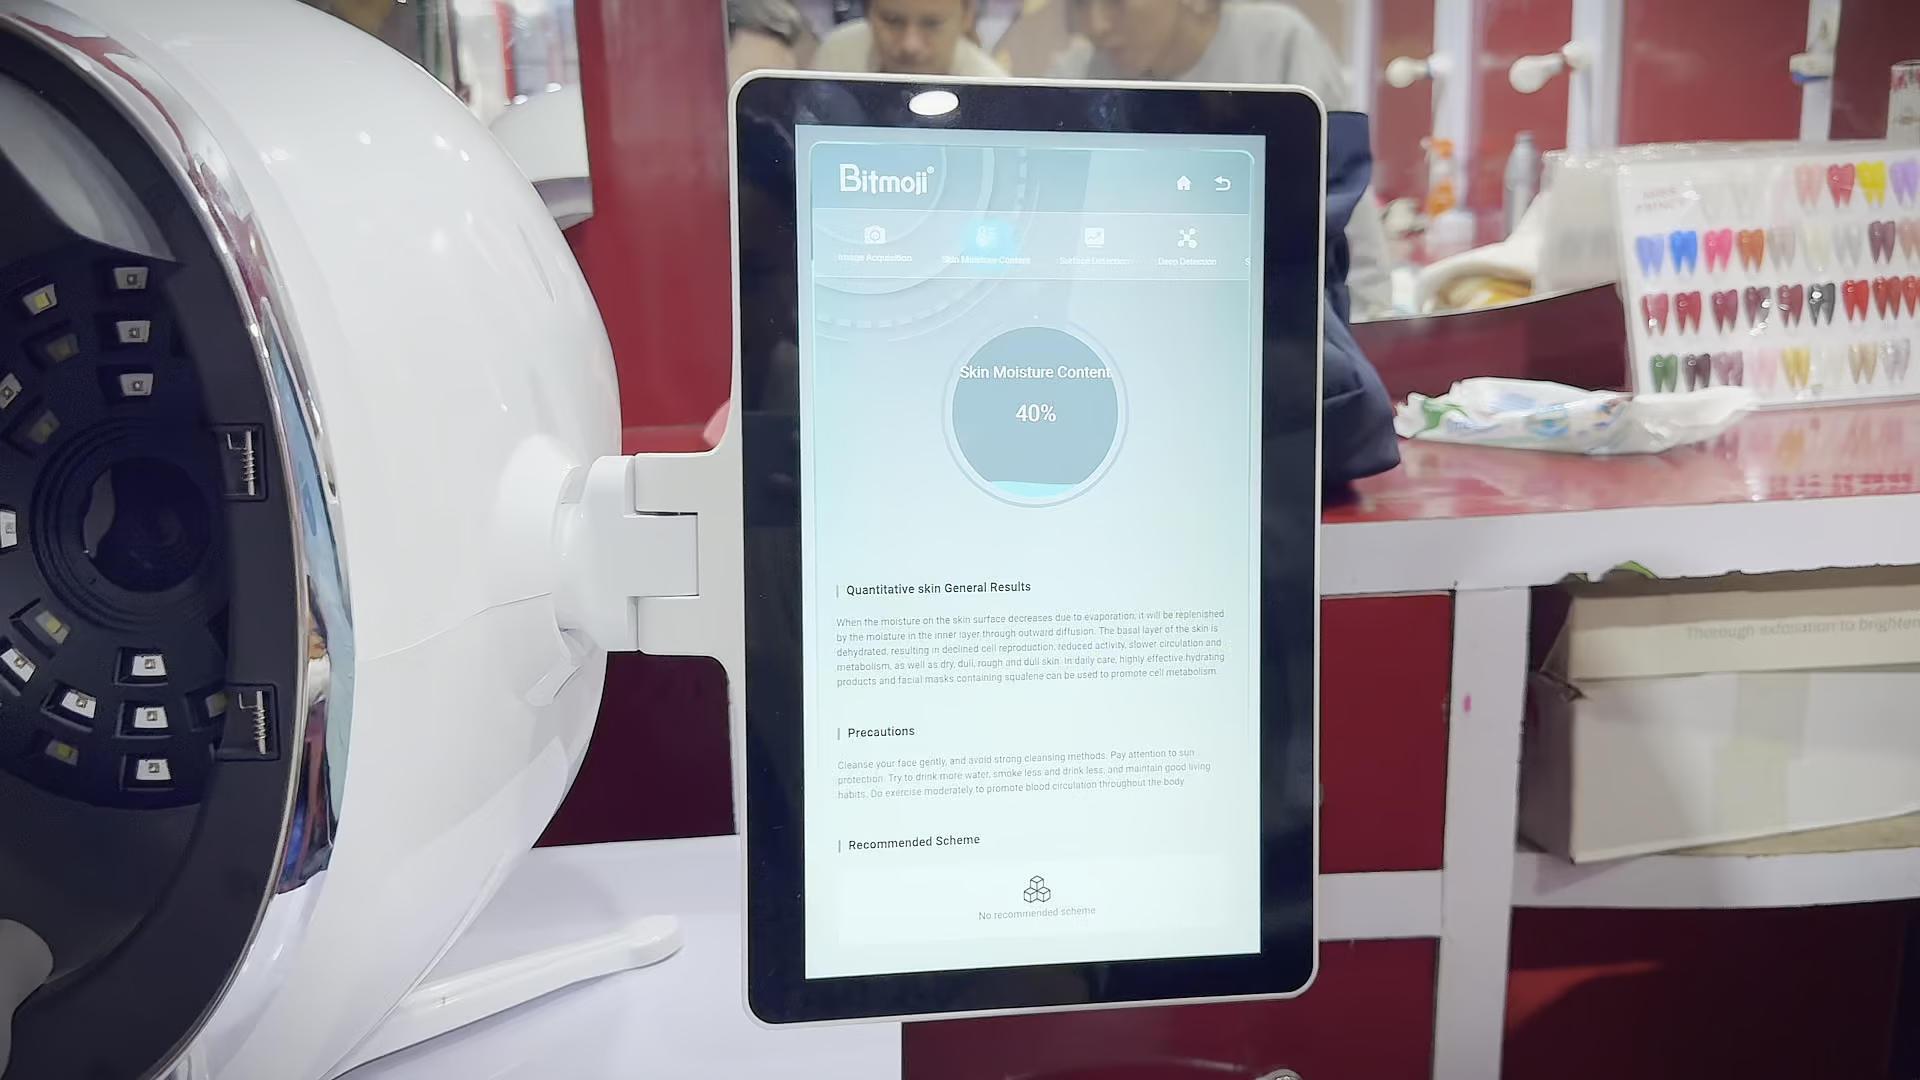 Bitmoji®
Image Acquisition
Skin Moisture Content
Surface Detection
Deep Detection
S
Skin Moisture Content
40%
Quantitative skin General Results
When the moisture on the skin surface decreases due to evaporation, it will be replenished
by the moisture in the inner layer through outward diffusion. The basal layer of the skin is
dehydrated, resulting in declined cell reproduction, reduced activity, slower circulation and
metabolism, as well as dry, dull, rough and dull skin. In daily care, highly effective hydrating
products and facial masks containing squalene can be used to promote cell metabolism.
Precautions
Cleanse your face gently, and avoid strong cleansing methods. Pay attention to sun
protection. Try to drink more water, smoke less and drink less, and maintain good living
habits. Do exercise moderately to promote blood circulation throughout the body
Recommended Scheme
No recommended scheme
Thorough exfoliation to brighten